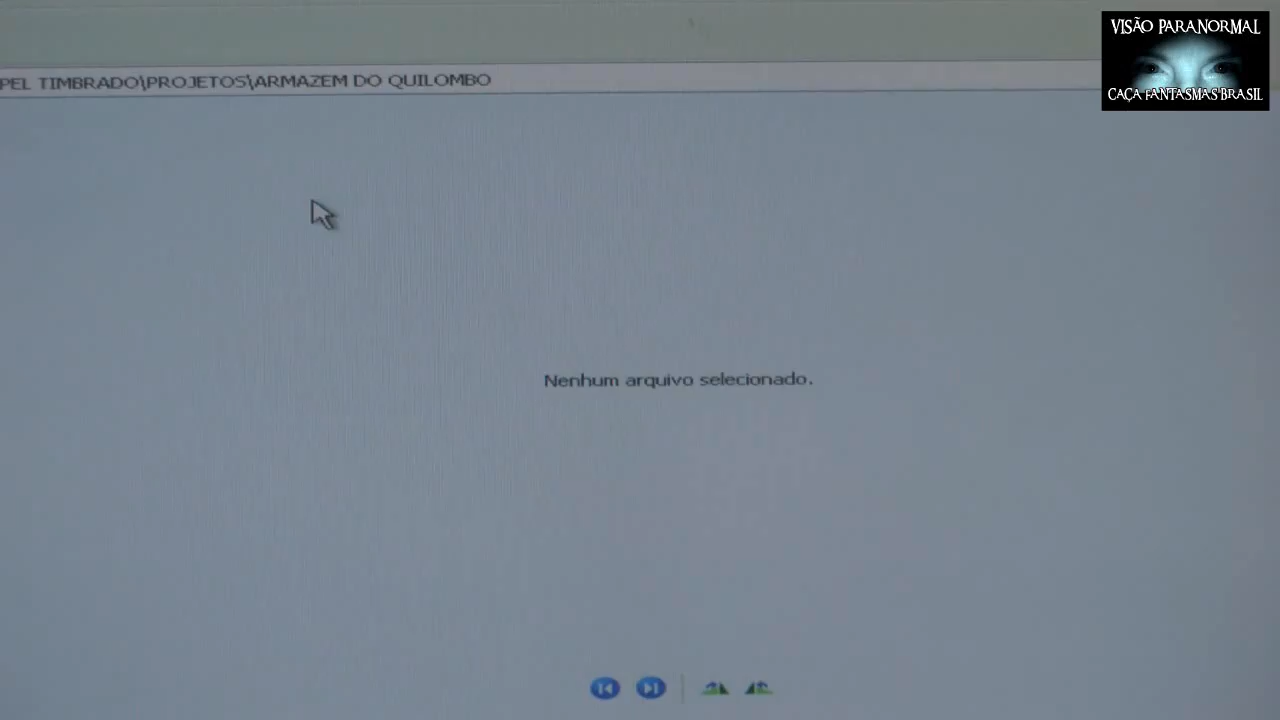 VISÃO PARANORMAL
CAÇA FANTASMAS BRASIL
PEL TIMBRADO\PROJETOS\ARMAZEM DO QUILOMBO
Nenhum arquivo selecionado.